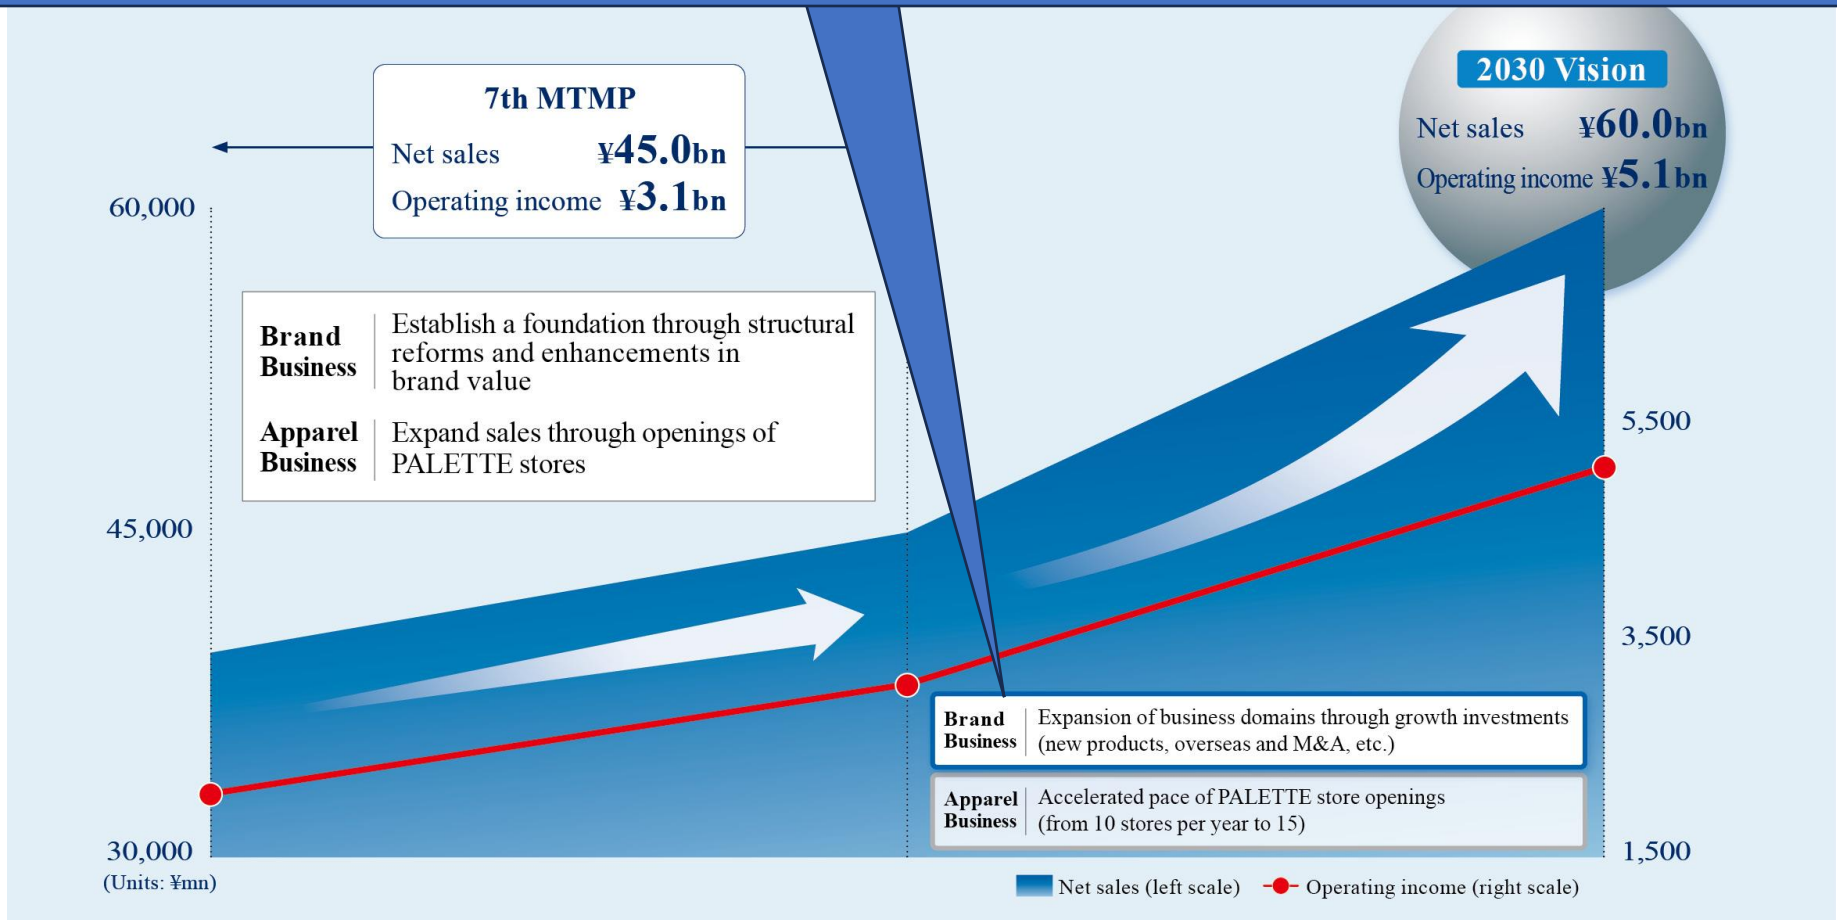 7th MTMP
Net sales ¥45.0bn
Operating income ¥3.1bn
2030 Vision
Net sales ¥60.0bn
Operating income ¥5.1bn
60,000
45,000
30,000
(Units: ¥mn)
Brand
Business
Establish a foundation through structural
reforms and enhancements in
brand value
Apparel
Business
Expand sales through openings of
PALETTE stores
5,500
3,500
1,500
Brand
Business
Expansion of business domains through growth investments
(new products, overseas and M&A, etc.)
Apparel
Business
Accelerated pace of PALETTE store openings
(from 10 stores per year to 15)
Net sales (left scale)
Operating income (right scale)